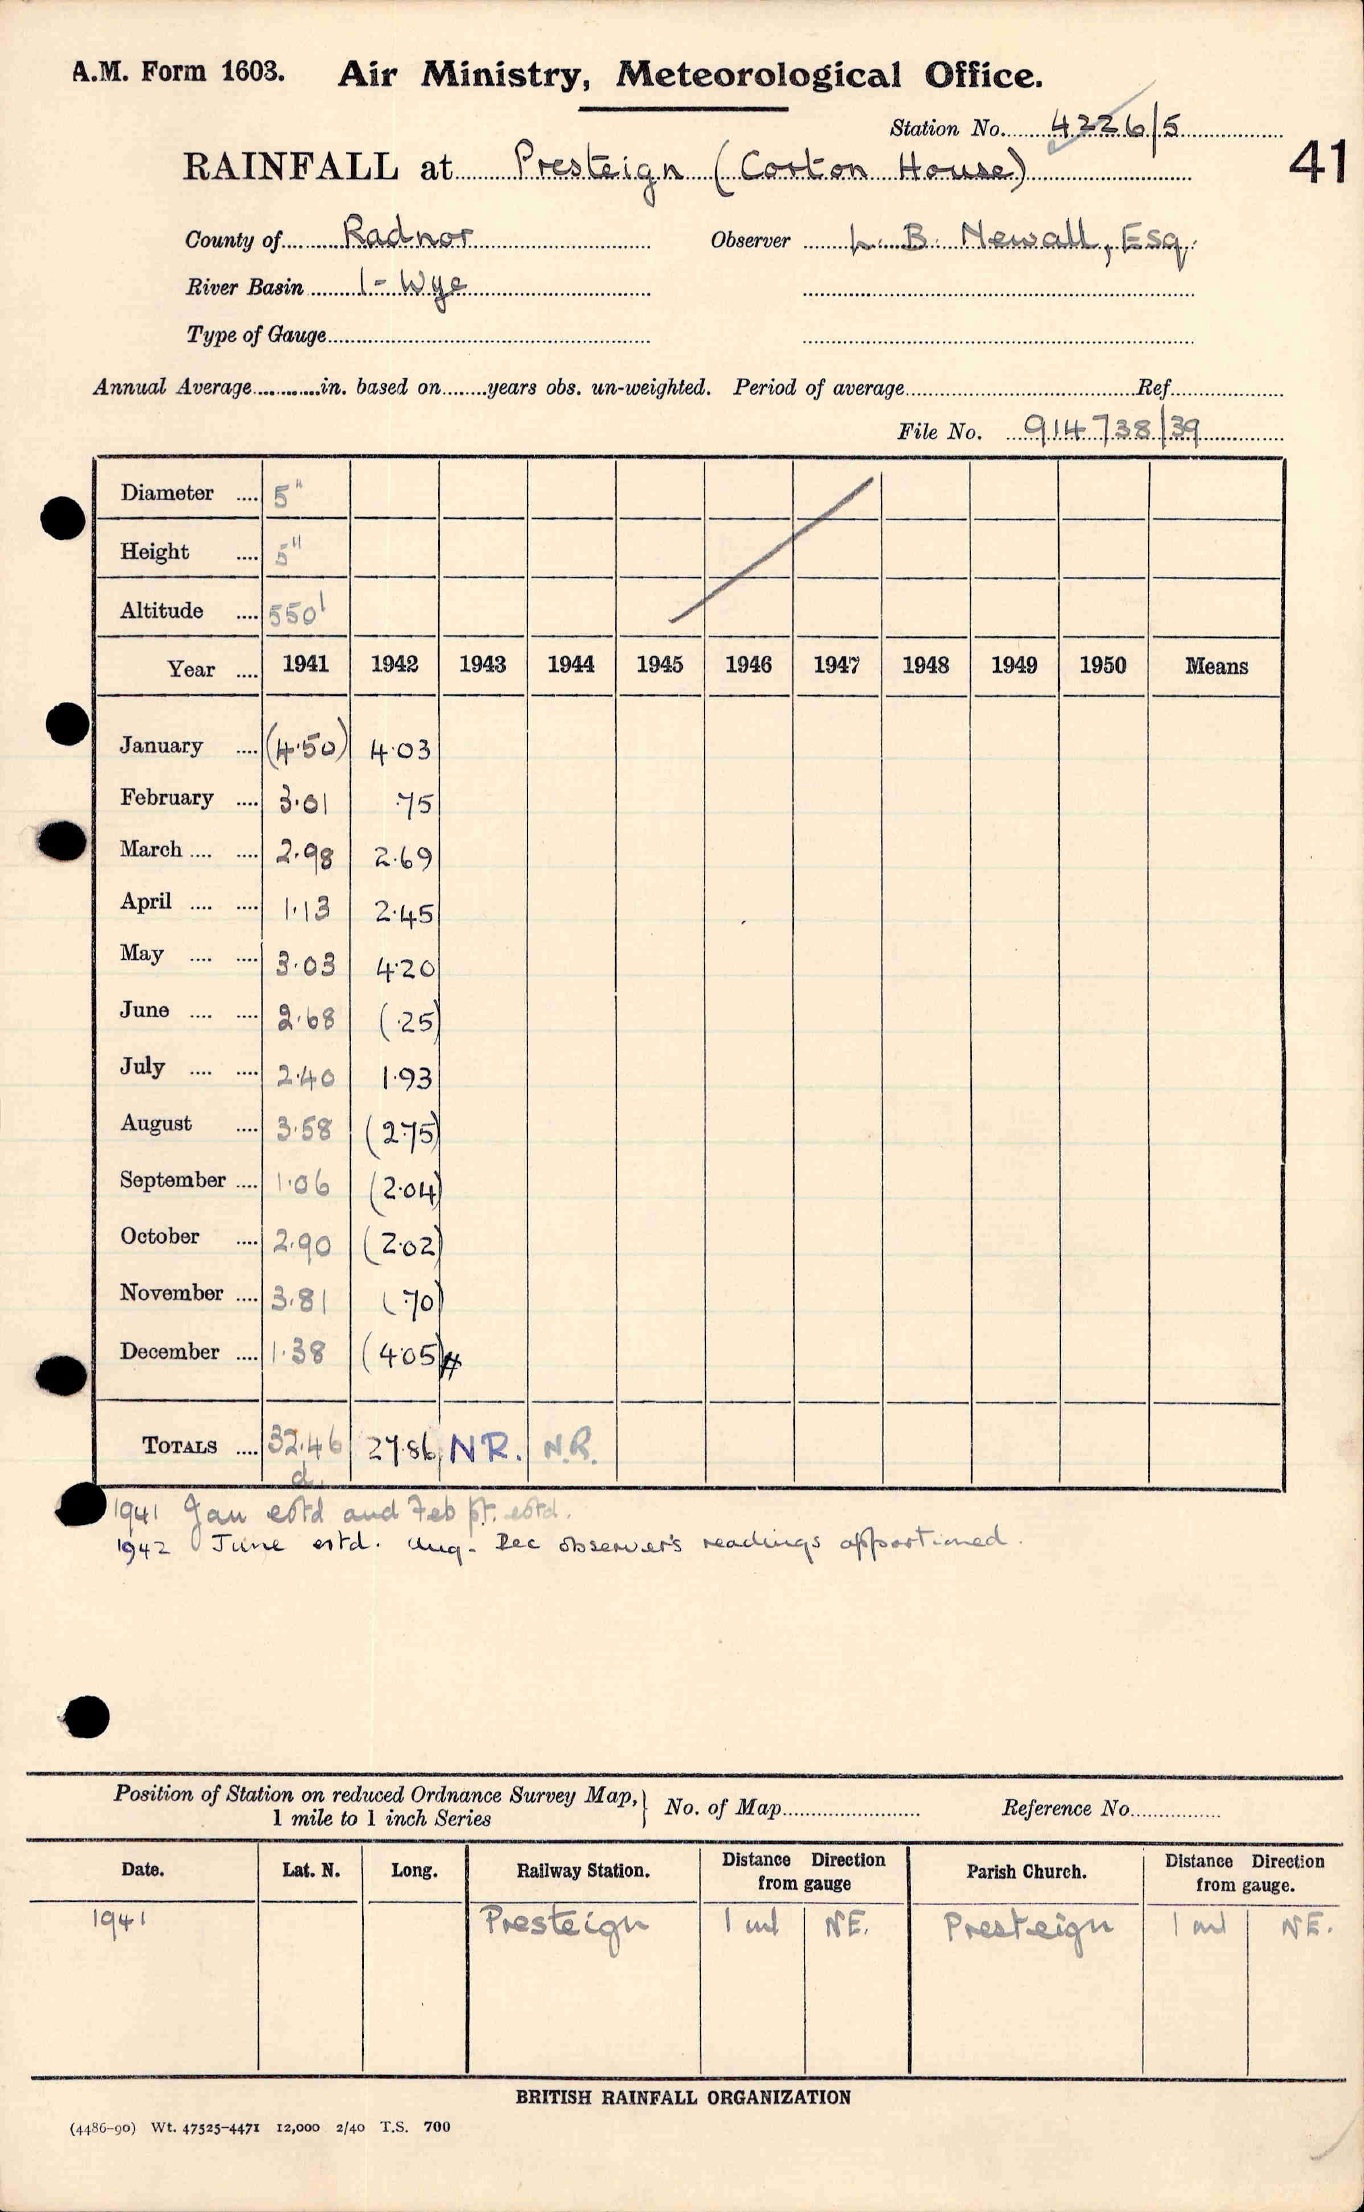 A.M. Form 1603. Air Ministry, Meteorological Office.
Station No. 4226/5
41
RAINFALL at Presteign (Corton House)
County of Radnor Observer L. B. Newall, Esq.
River Basin 1 - Wye
Type of Gauge
Annual Average in. based on years obs. un-weighted. Period of average Ref.
File No. 914738/39
Diameter .... 5"
Height .... 5"
Altitude .... 550'
Year .... 1941 1942 1943 1944 1945 1946 1947 1948 1949 1950 Means
January .... (4.50) 4.03
February .... 3.01 .75
March .... .... 2.98 2.69
April .... .... 1.13 2.45
May .... .... 3.03 4.20
June .... .... 2.68 (.25)
July .... .... 2.40 1.93
August .... 3.58 (2.75)
September .... 1.06 (2.04)
October .... 2.90 (2.02)
November .... 3.81 (.70)
December .... 1.38 (4.05)#
TOTALS .... 32.46 27.86 N R. N.R.
d.
1941 Jan estd and Feb pt. estd.
1942 June estd. Aug - Dec observer's readings apportioned.
Position of Station on reduced Ordnance Survey Map, } No. of Map Reference No.
1 mile to 1 inch Series
Date. Lat. N. Long. Railway Station. Distance Direction from gauge Parish Church. Distance Direction from gauge.
1941 Presteign 1 ml NE. Presteign 1 ml NE.
BRITISH RAINFALL ORGANIZATION
(4486-90) Wt. 47525-4471 12,000 2/40 T.S. 700